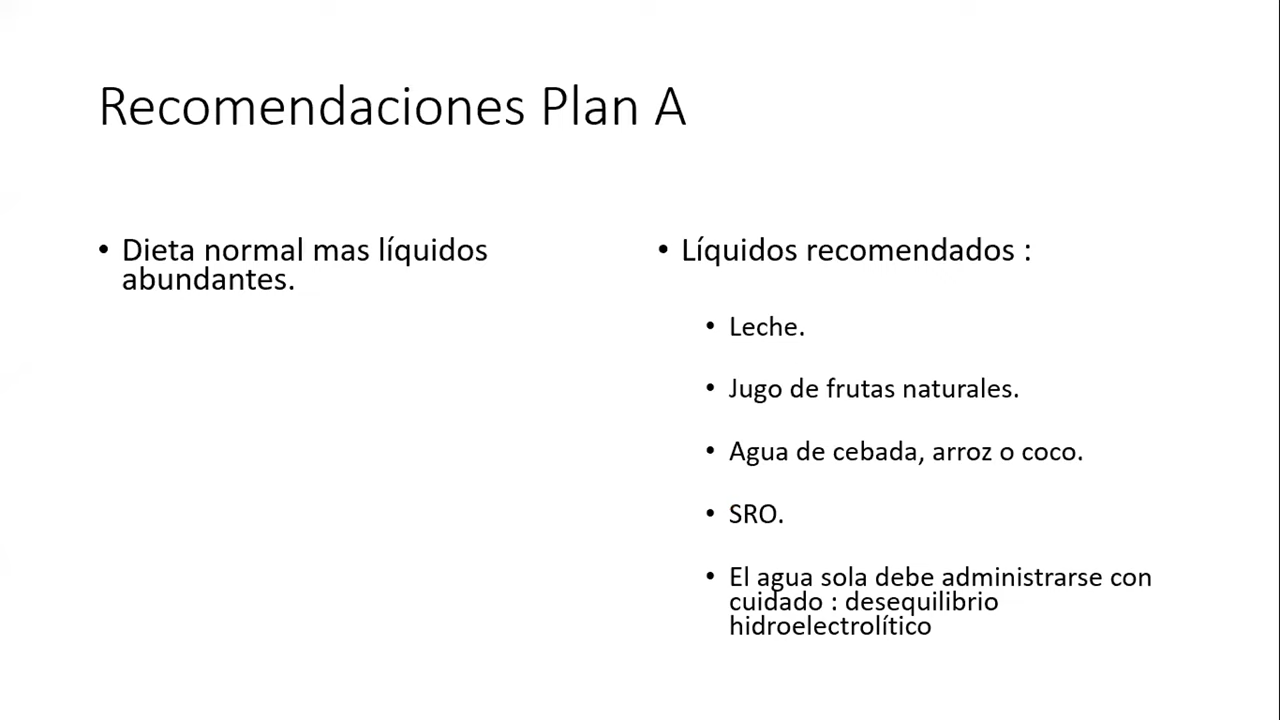 Recomendaciones Plan A
• Dieta normal mas líquidos
abundantes.
• Líquidos recomendados :
• Leche.
• Jugo de frutas naturales.
• Agua de cebada, arroz o coco.
• SRO.
• El agua sola debe administrarse con
cuidado : desequilibrio
hidroelectrolítico